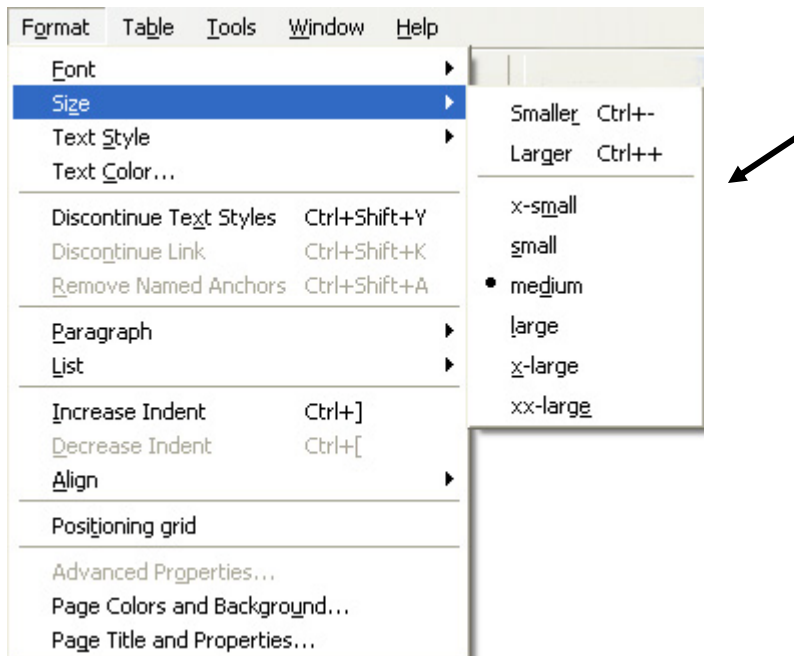 Format Table Tools Window Help
Font
Size
Text Style
Text Color...
Discontinue Text Styles Ctrl+Shift+Y
Discontinue Link Ctrl+Shift+K
Remove Named Anchors Ctrl+Shift+A
Paragraph
List
Increase Indent Ctrl+]
Decrease Indent Ctrl+[
Align
Positioning grid
Advanced Properties...
Page Colors and Background...
Page Title and Properties...
Smaller Ctrl+-
Larger Ctrl++
x-small
small
medium
large
x-large
xx-large